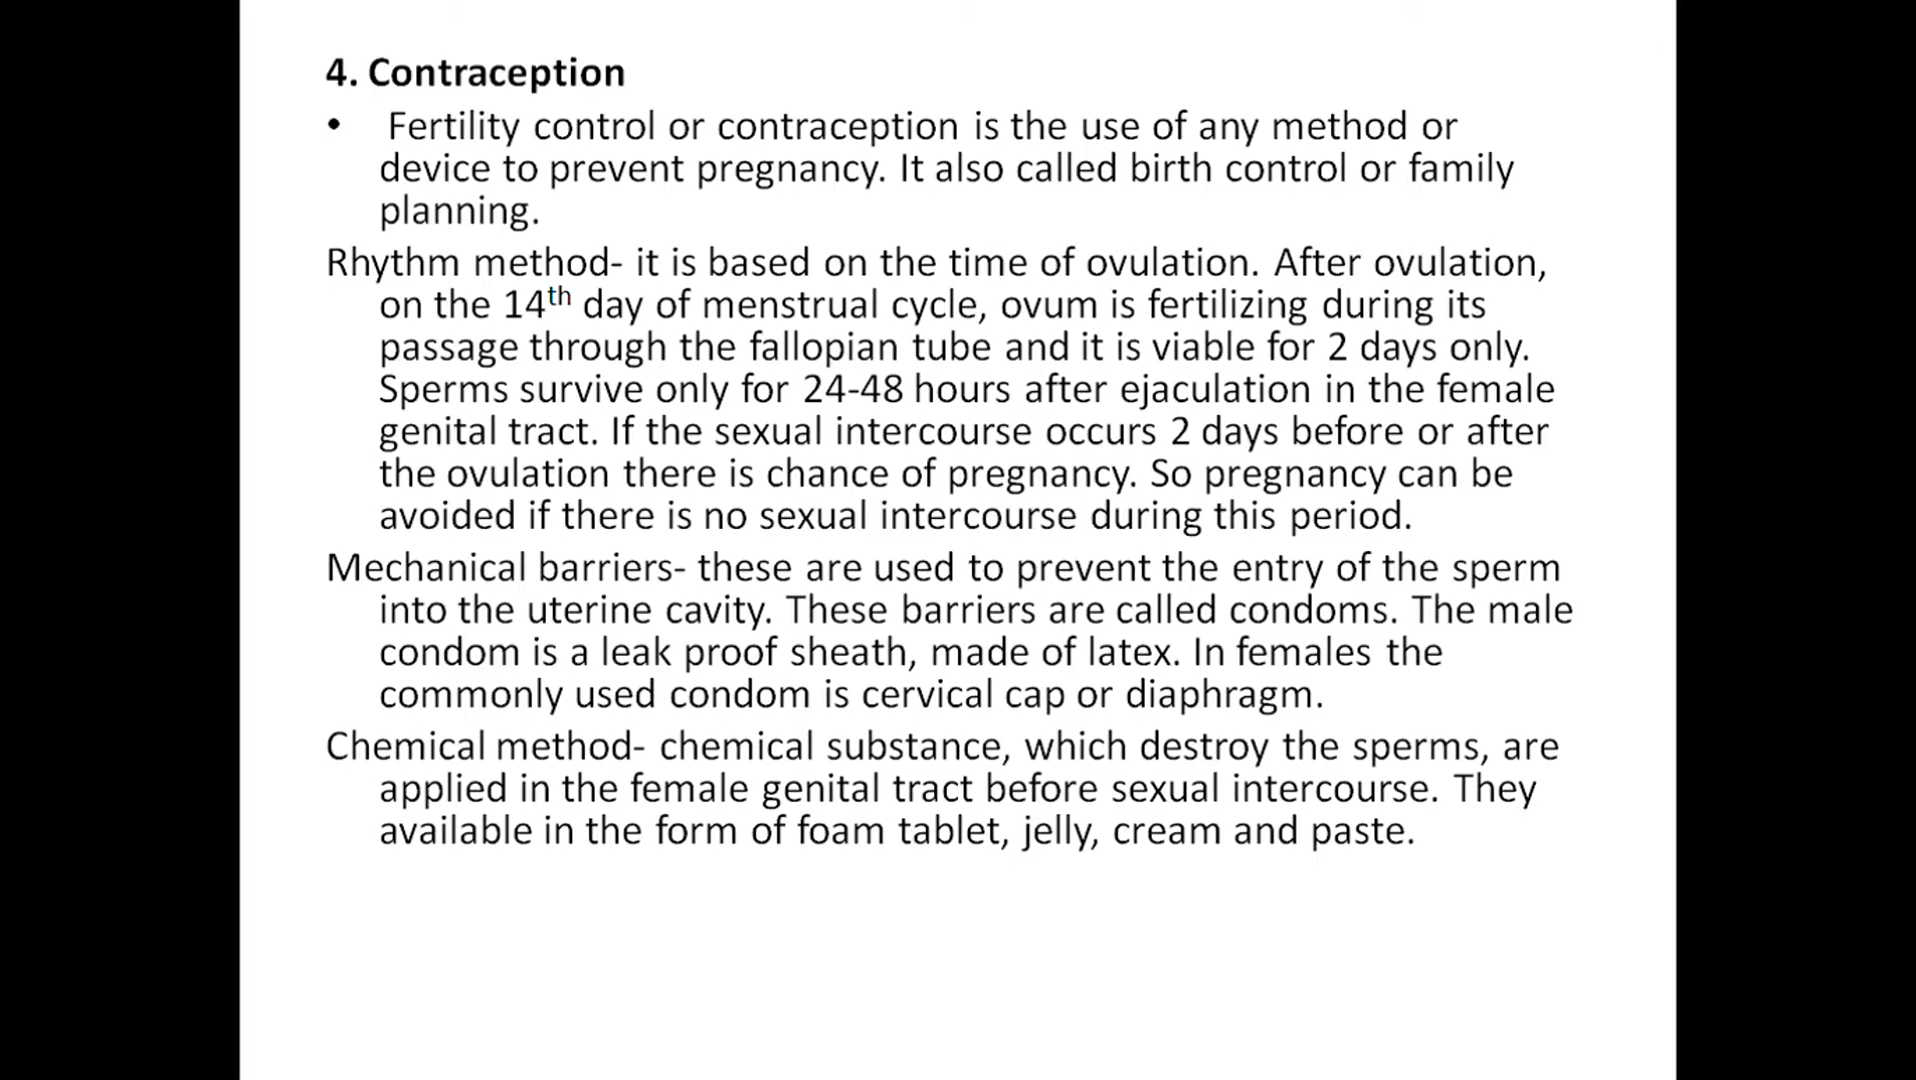 4. Contraception
• Fertility control or contraception is the use of any method or
device to prevent pregnancy. It also called birth control or family
planning.
Rhythm method- it is based on the time of ovulation. After ovulation,
on the 14th day of menstrual cycle, ovum is fertilizing during its
passage through the fallopian tube and it is viable for 2 days only.
Sperms survive only for 24-48 hours after ejaculation in the female
genital tract. If the sexual intercourse occurs 2 days before or after
the ovulation there is chance of pregnancy. So pregnancy can be
avoided if there is no sexual intercourse during this period.
Mechanical barriers- these are used to prevent the entry of the sperm
into the uterine cavity. These barriers are called condoms. The male
condom is a leak proof sheath, made of latex. In females the
commonly used condom is cervical cap or diaphragm.
Chemical method- chemical substance, which destroy the sperms, are
applied in the female genital tract before sexual intercourse. They
available in the form of foam tablet, jelly, cream and paste.